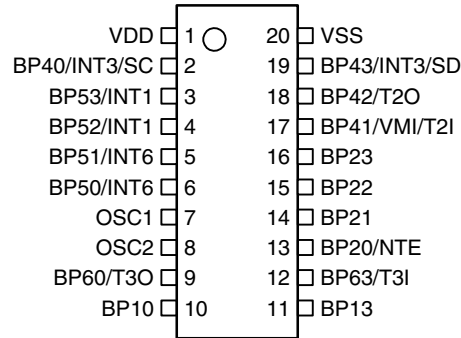 VDD 1 20 VSS
BP40/INT3/SC 2 19 BP43/INT3/SD
BP53/INT1 3 18 BP42/T2O
BP52/INT1 4 17 BP41/VMI/T2I
BP51/INT6 5 16 BP23
BP50/INT6 6 15 BP22
OSC1 7 14 BP21
OSC2 8 13 BP20/NTE
BP60/T3O 9 12 BP63/T3I
BP10 10 11 BP13